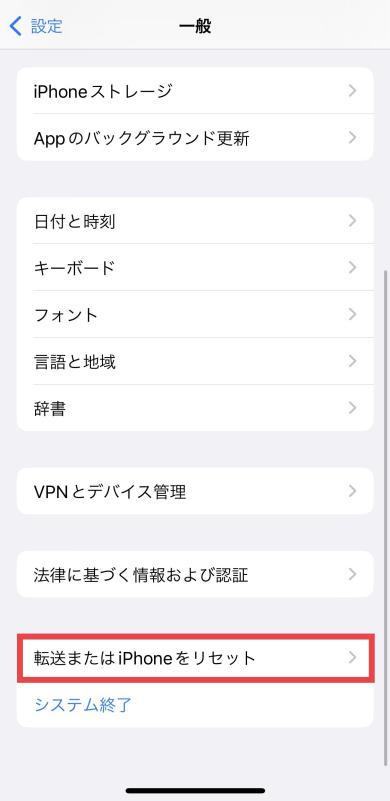 設定
一般
iPhoneストレージ
Appのバックグラウンド更新
日付と時刻
キーボード
フォント
言語と地域
辞書
VPNとデバイス管理
法律に基づく情報および認証
転送またはiPhoneをリセット
システム終了